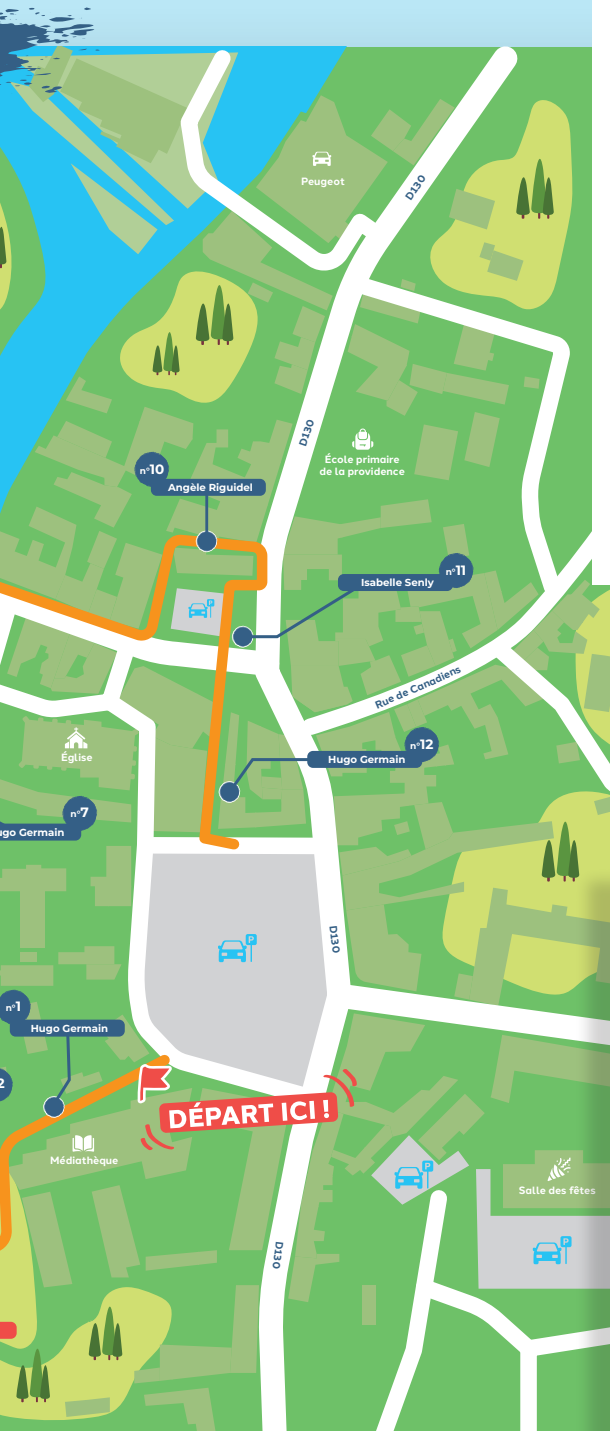 Peugeot
D130
D130
École primaire
de la providence
n°10
Angèle Riguidel
n°11
Isabelle Senly
Rue de Canadiens
Église
n°12
Hugo Germain
n°7
ugo Germain
D130
n°1
Hugo Germain
2
DÉPART ICI !
Médiathèque
Salle des fêtes
D130
P
P
P
P